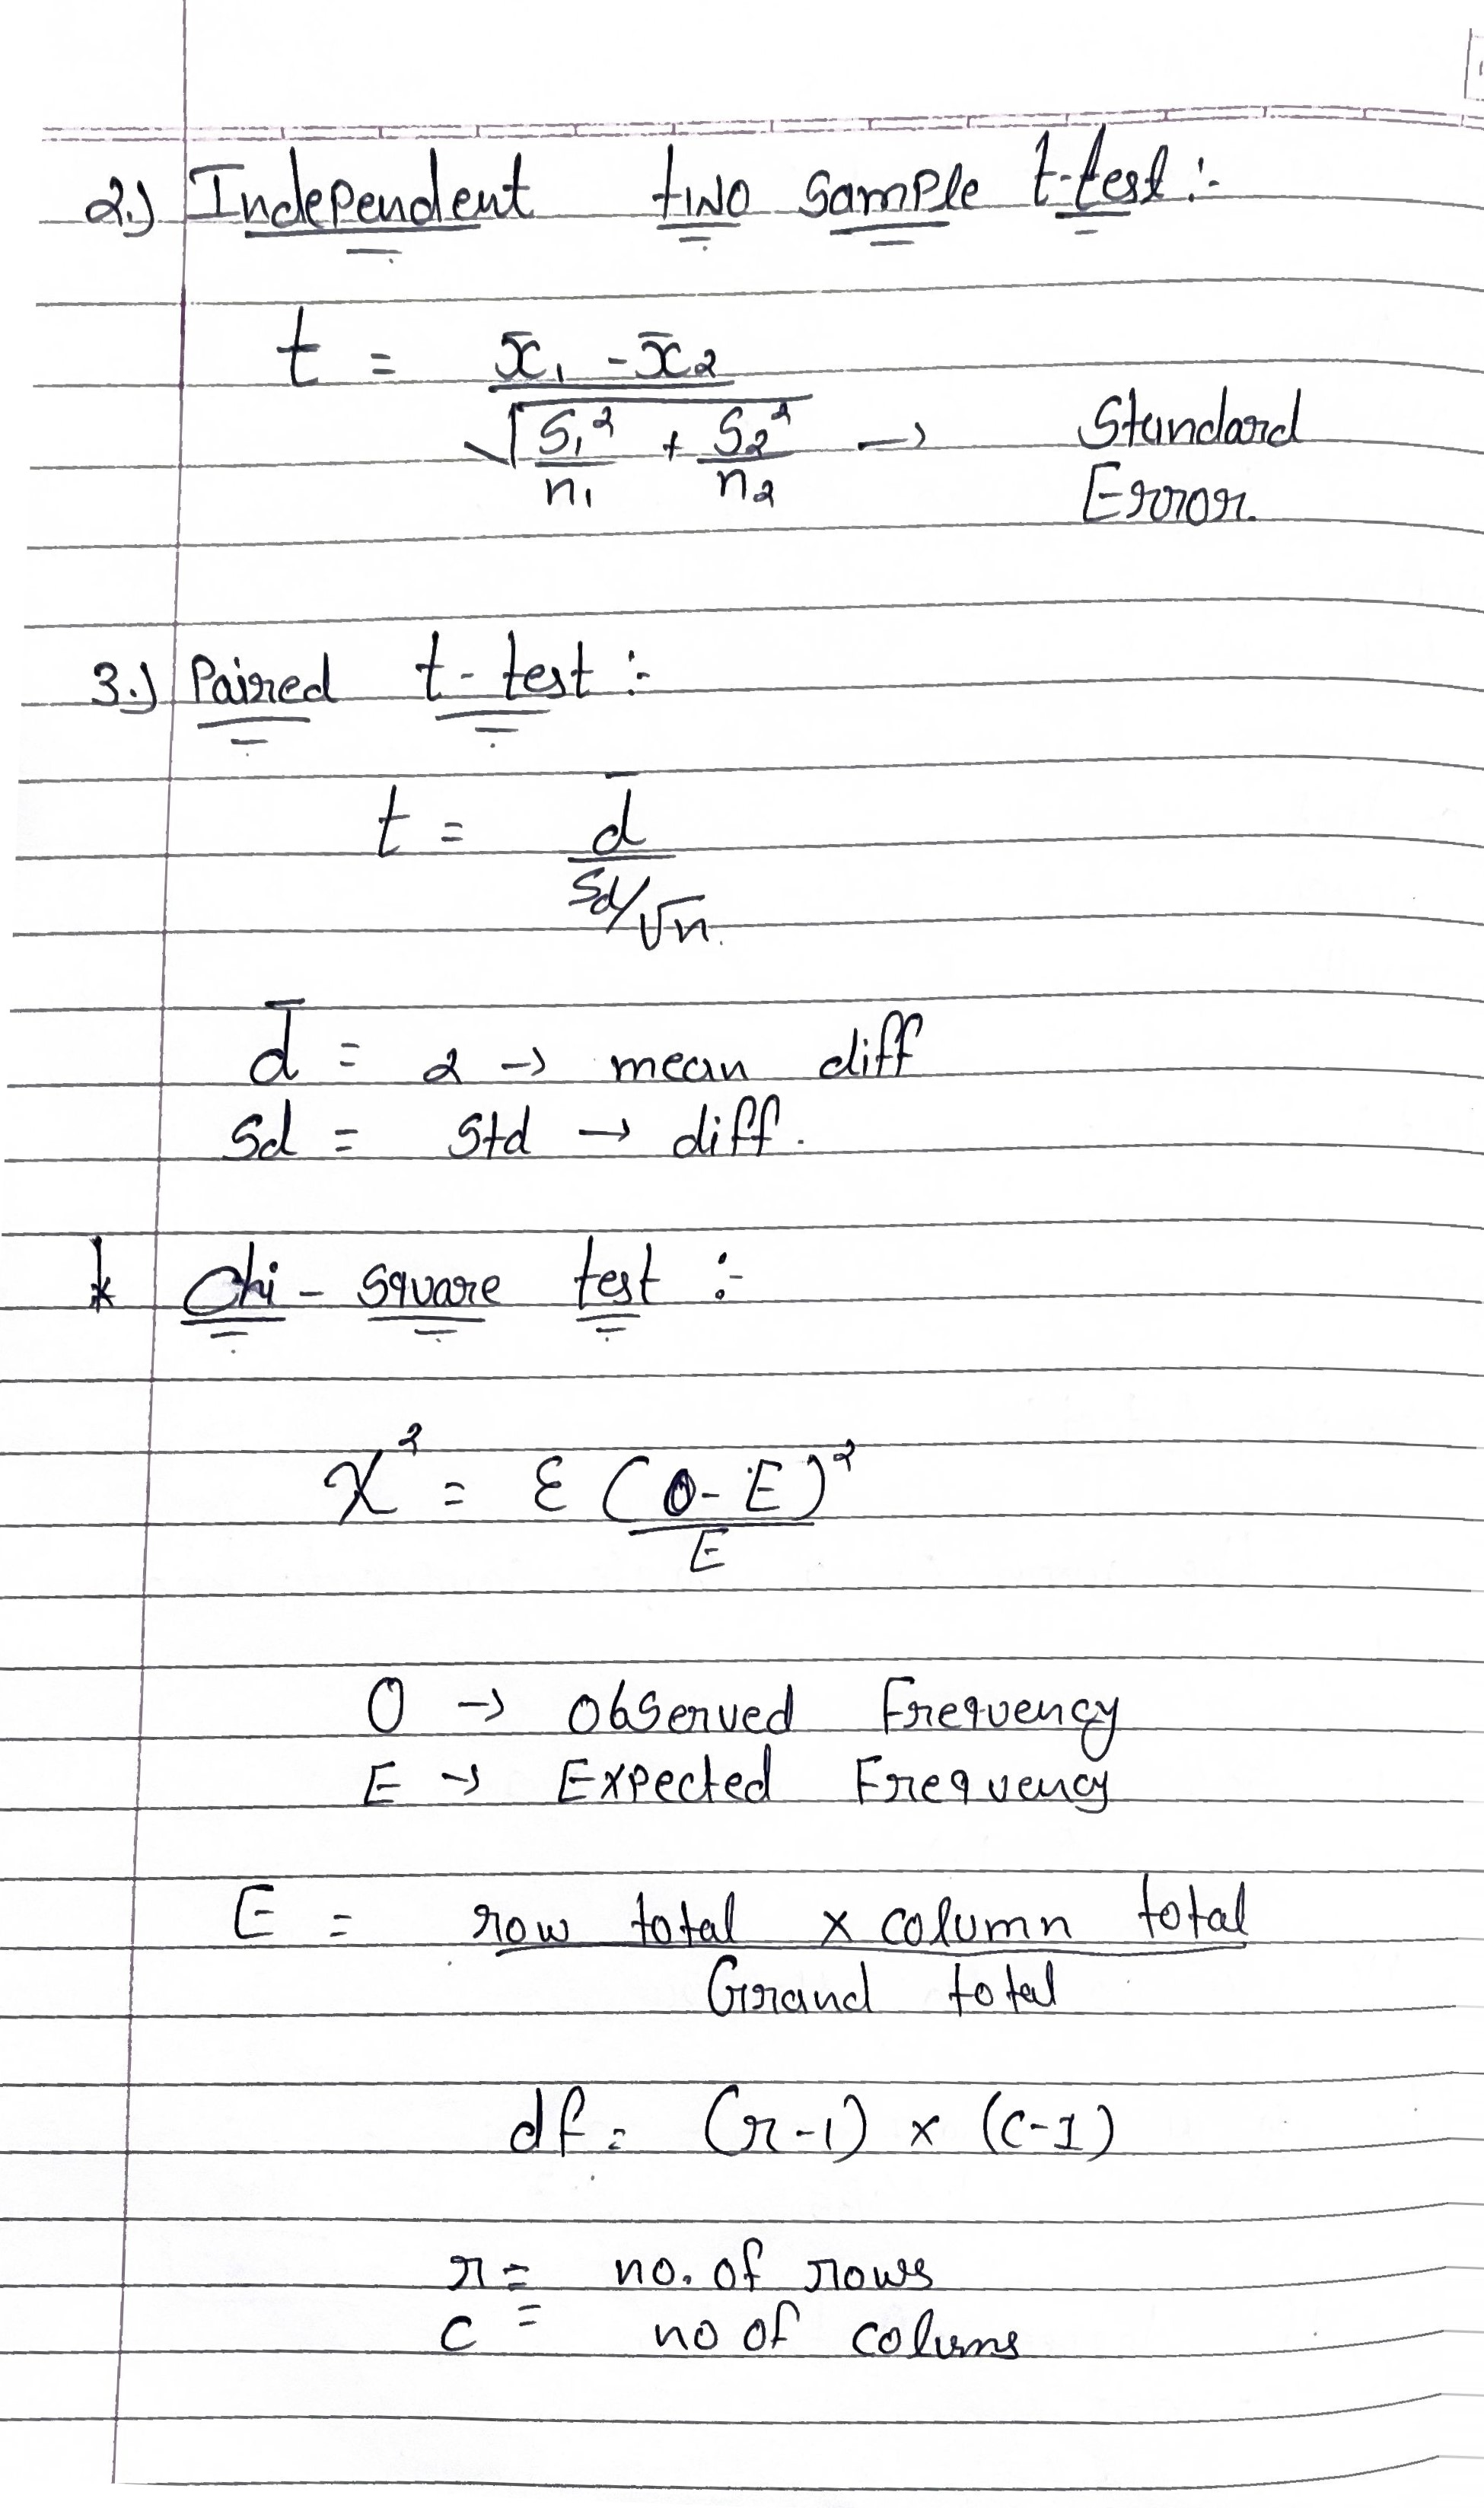 2.) Independent two sample t-test :-
t = x̄₁ - x̄₂
√ S₁²/n₁ + S₂²/n₂ → Standard
Error.
3.) Paired t-test :-
t = d̄
Sd/√n.
d̄ = 2 → mean diff
Sd = Std → diff.
* Chi-square test :-
χ² = Ɛ (O-E)²
E
O → Observed Frequency
E → Expected Frequency
E = row total x column total
Grand total
df = (r-1) x (c-1)
r = no. of rows
c = no of colums